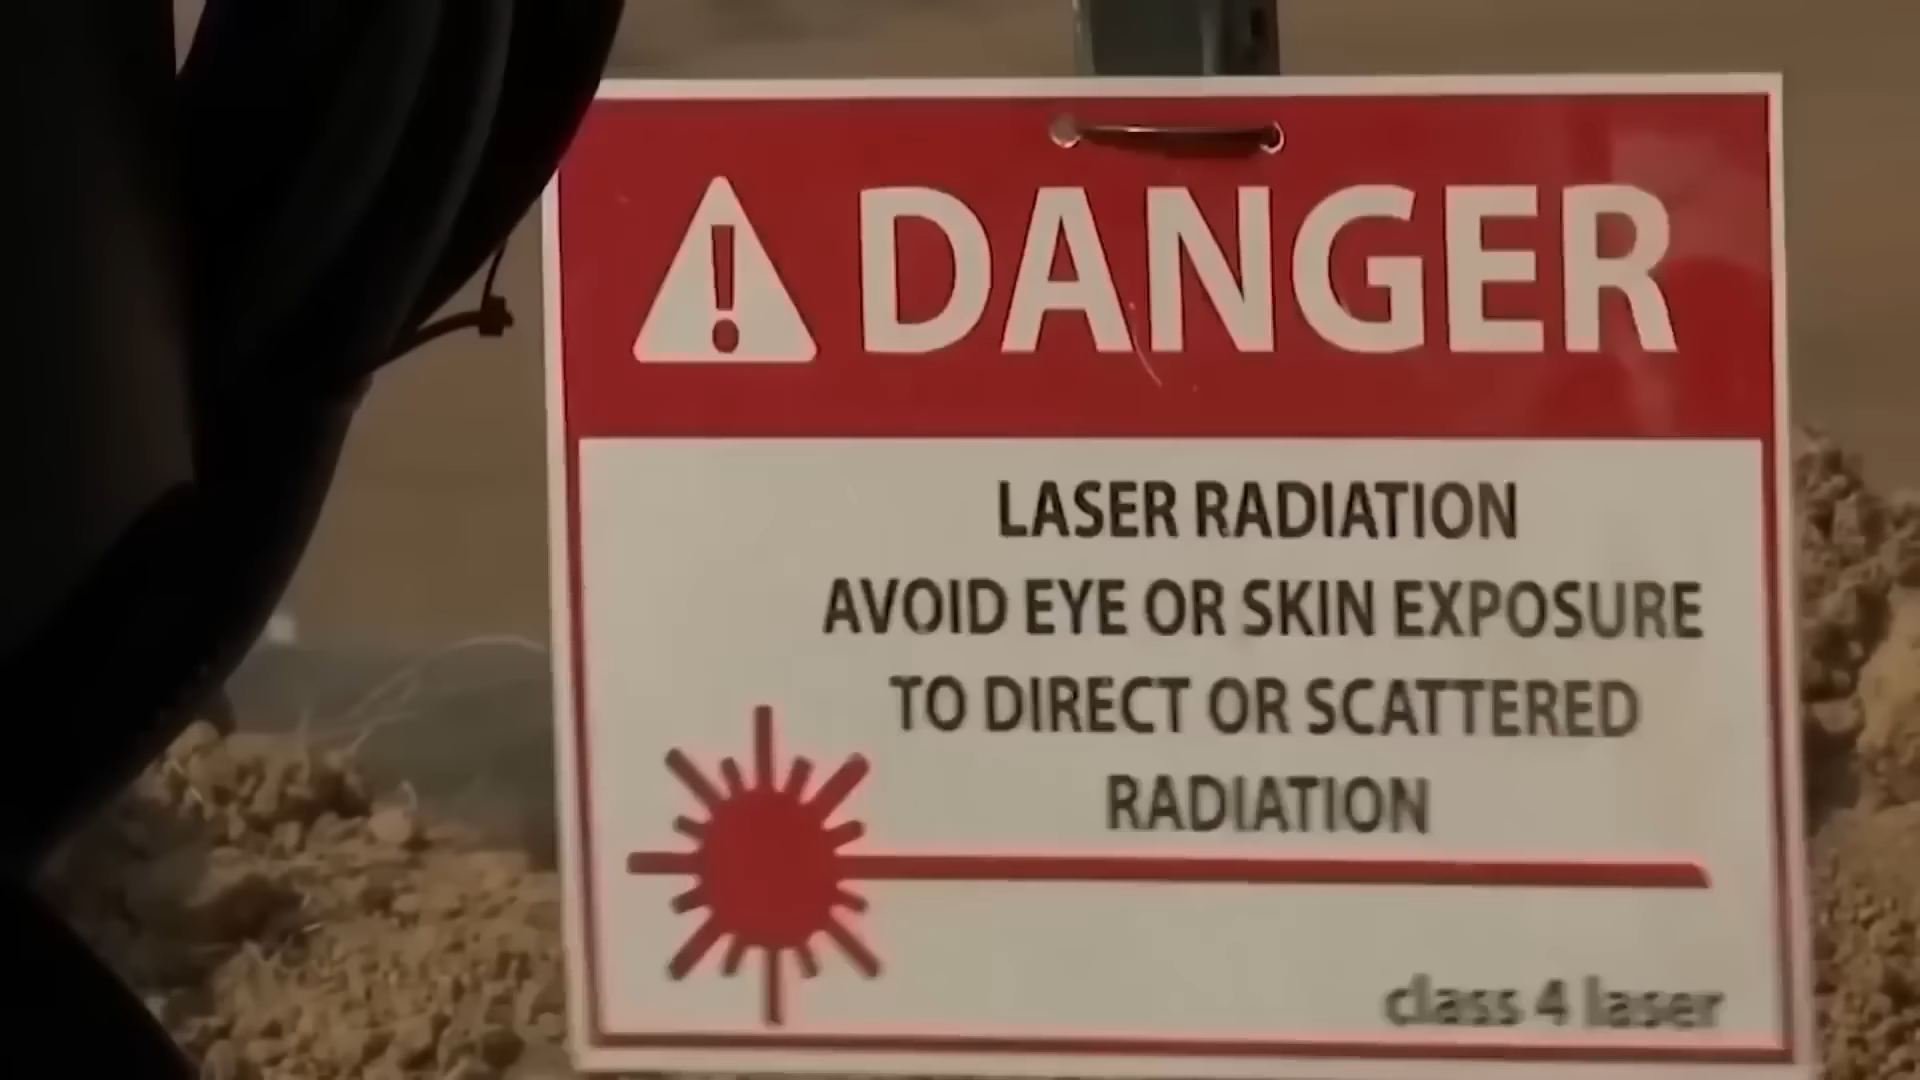 DANGER
LASER RADIATION
AVOID EYE OR SKIN EXPOSURE
TO DIRECT OR SCATTERED
RADIATION
class 4 laser